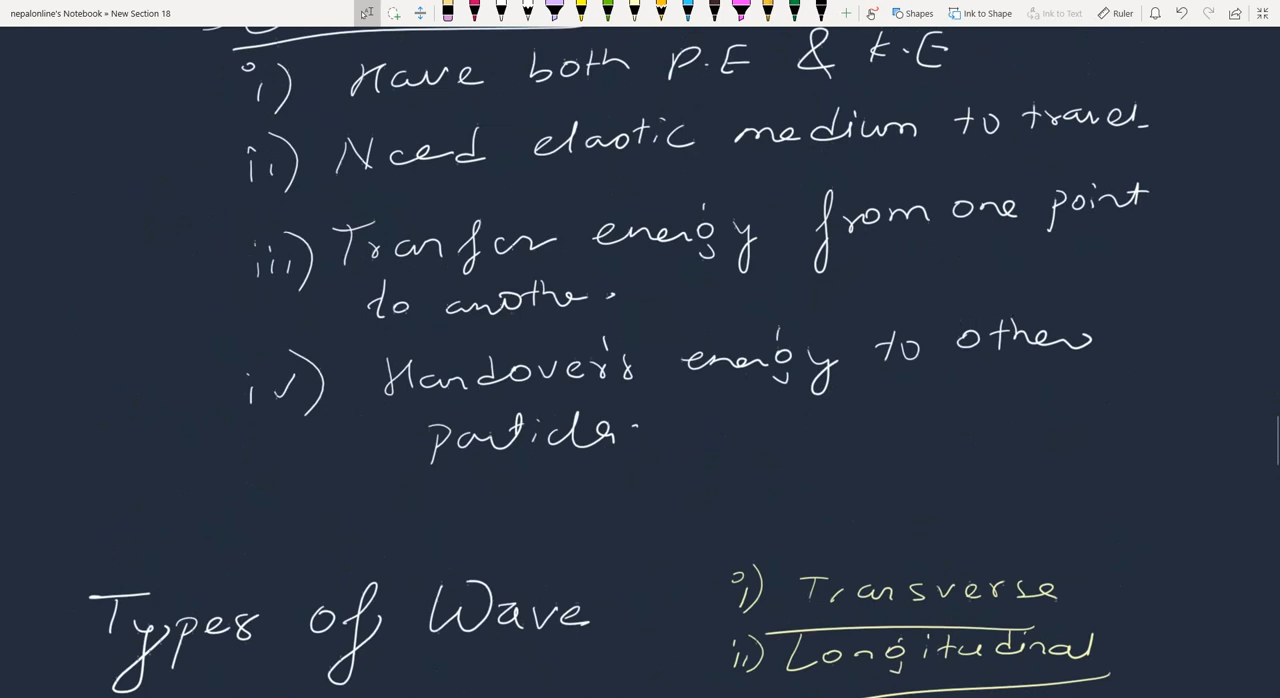 nepalonline's Notebook » New Section 18
Shapes Ink to Shape Ink to Text Ruler
i) Have both P.E & K.E
ii) Need elastic medium to travel
iii) Tranfer energy from one point
to another.
iv) Handover's energy to other
particle.
Types of Wave
i) Transverse
ii) Longitudinal